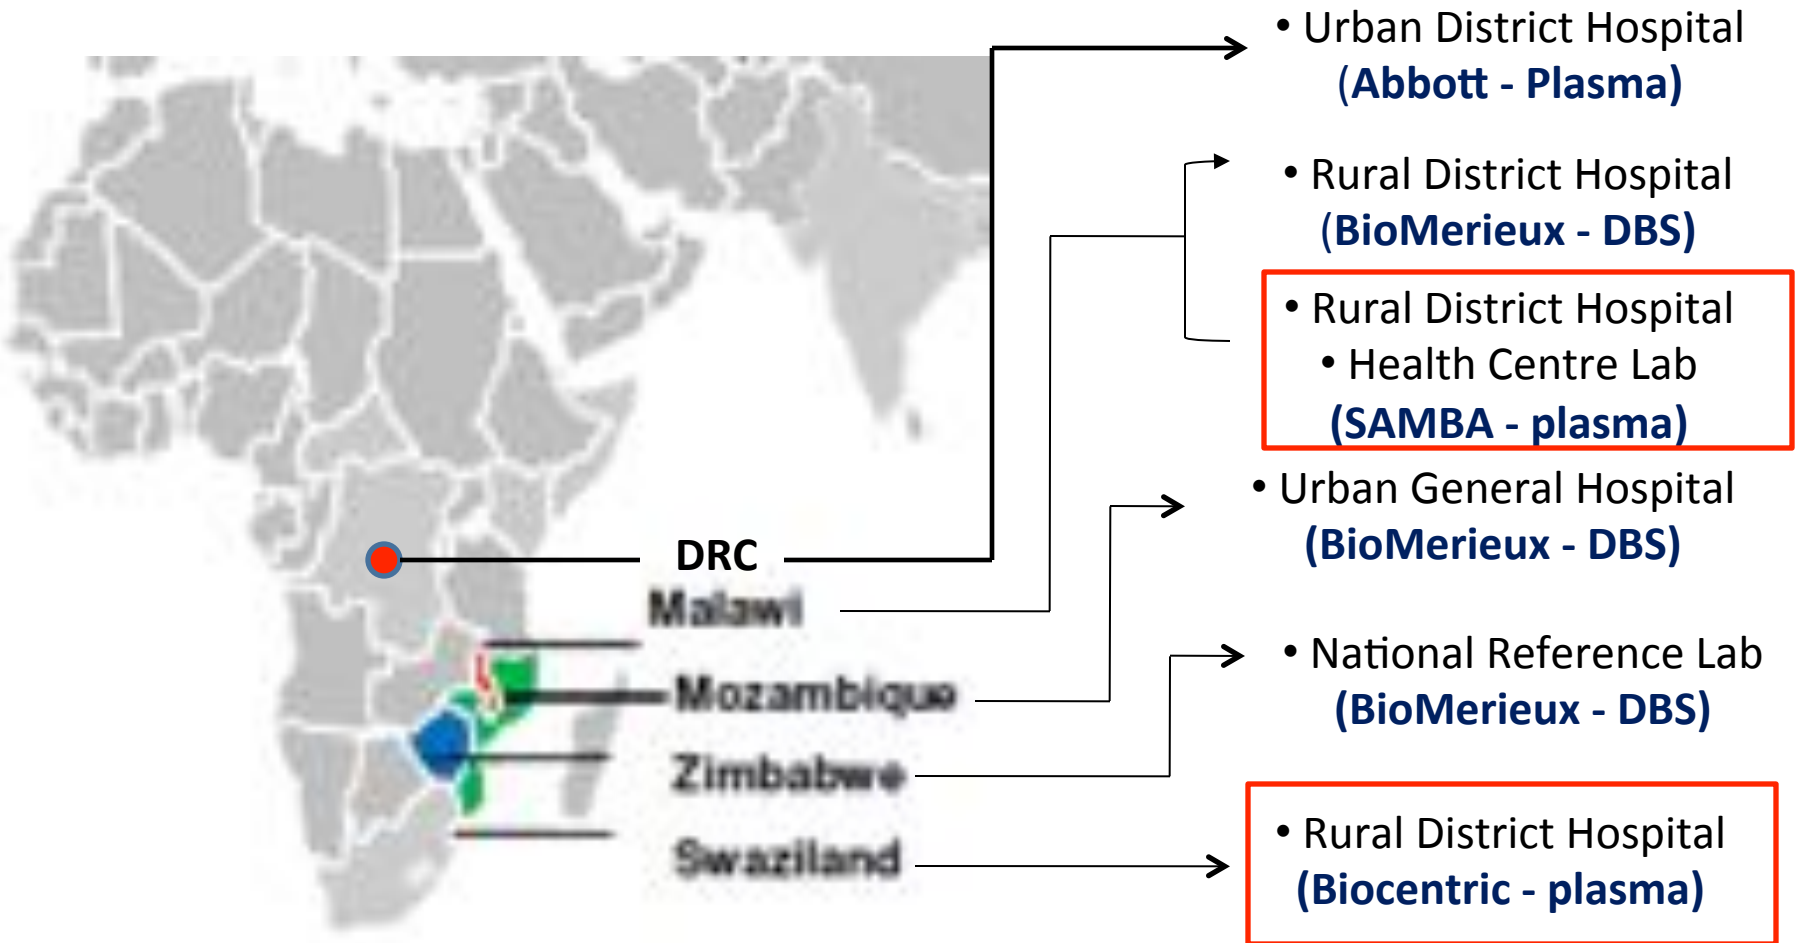 • Urban District Hospital
(Abbott - Plasma)
• Rural District Hospital
(BioMerieux - DBS)
• Rural District Hospital
• Health Centre Lab
(SAMBA - plasma)
• Urban General Hospital
(BioMerieux - DBS)
• National Reference Lab
(BioMerieux - DBS)
• Rural District Hospital
(Biocentric - plasma)
DRC
Malawi
Mozambique
Zimbabwe
Swaziland